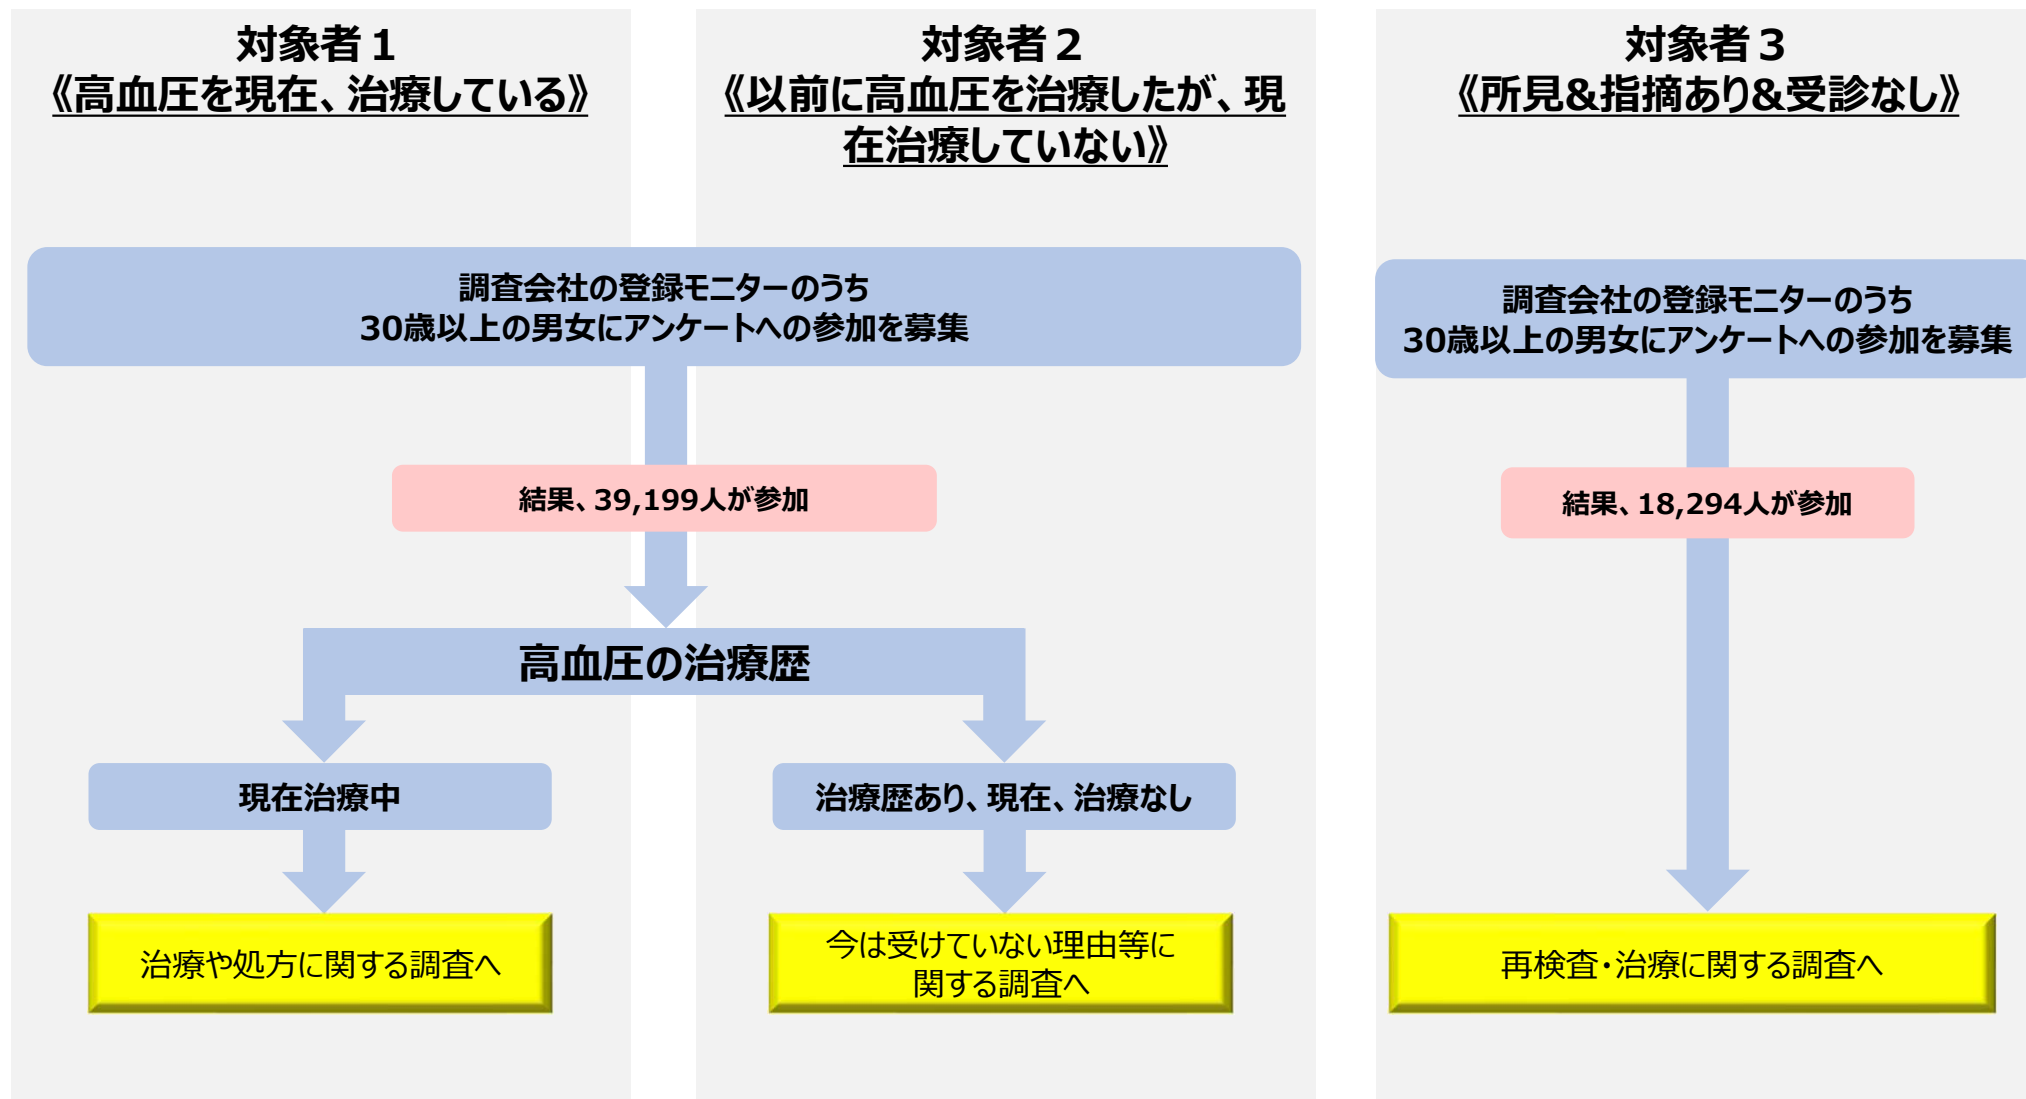 対象者１
《高血圧を現在、治療している》
対象者２
《以前に高血圧を治療したが、現
在治療していない》
対象者３
《所見&指摘あり&受診なし》
調査会社の登録モニターのうち
30歳以上の男女にアンケートへの参加を募集
調査会社の登録モニターのうち
30歳以上の男女にアンケートへの参加を募集
結果、39,199人が参加
結果、18,294人が参加
高血圧の治療歴
現在治療中
治療歴あり、現在、治療なし
治療や処方に関する調査へ
今は受けていない理由等に
関する調査へ
再検査・治療に関する調査へ